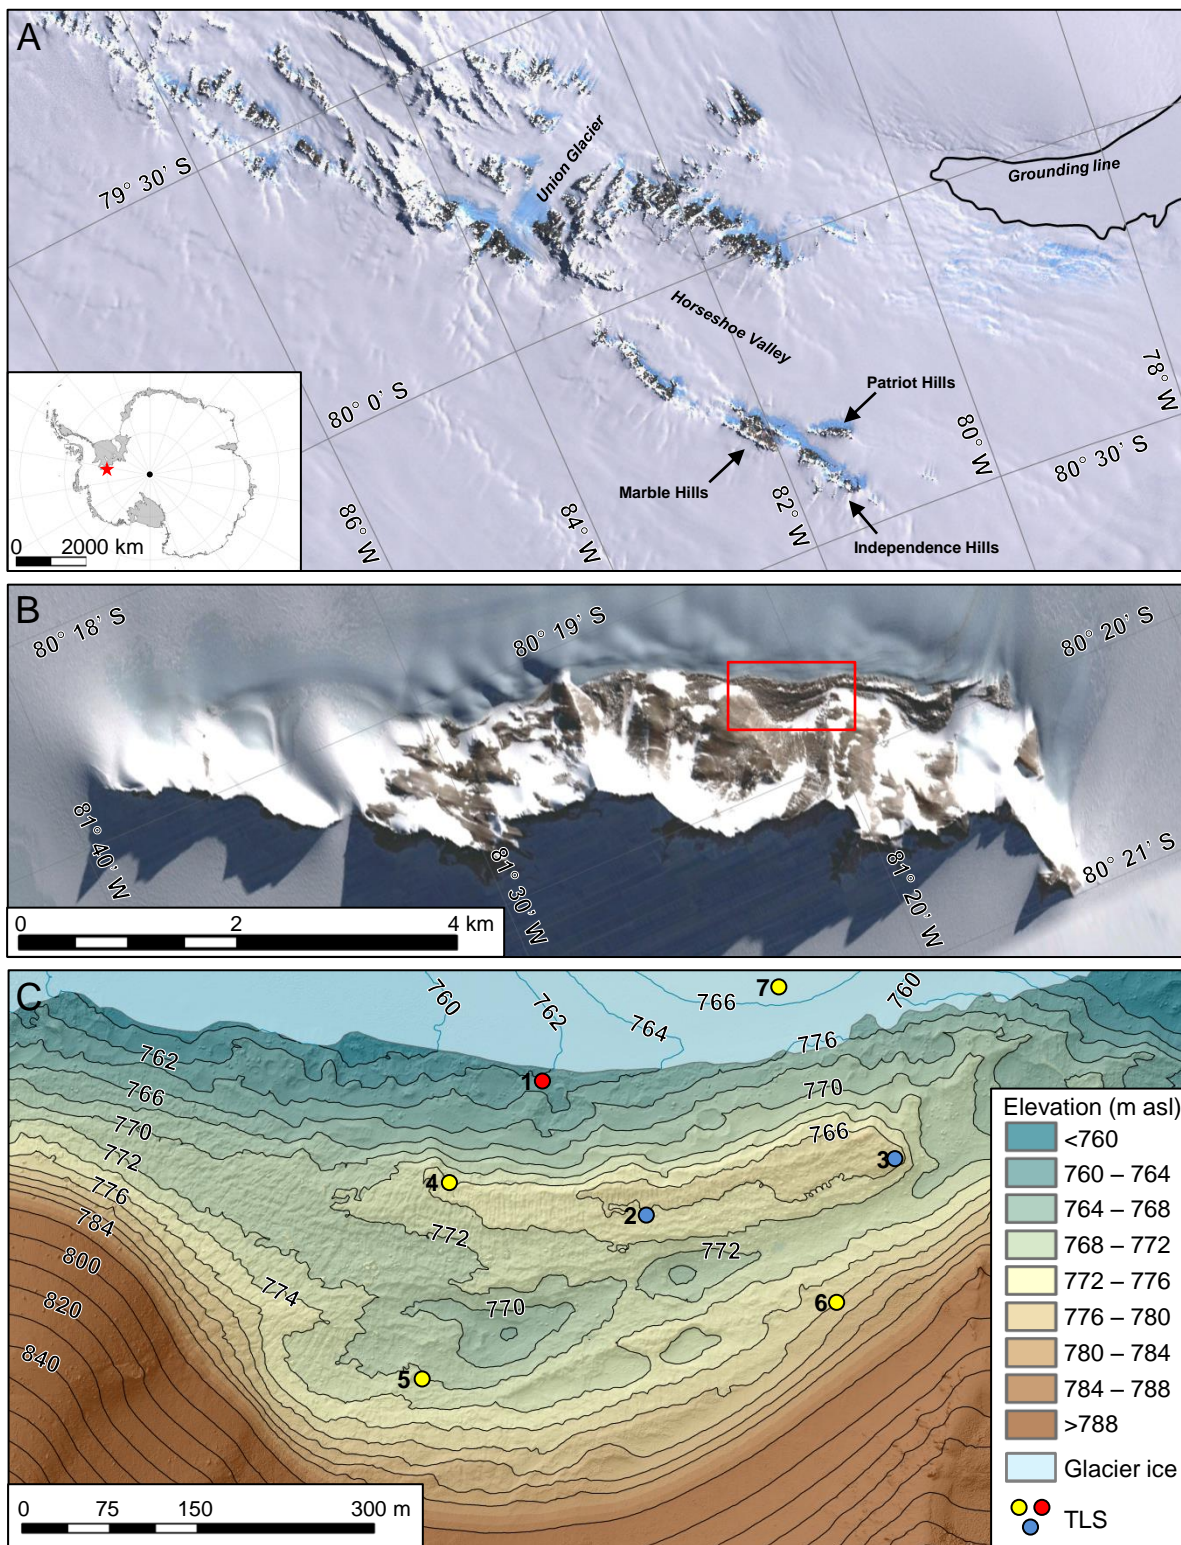 A
79° 30' S
Union Glacier
Grounding line
Horseshoe Valley
78° W
Patriot Hills
80° 0' S
80° W
80° 30' S
Marble Hills
82° W
84° W
86° W
Independence Hills
0 2000 km
B
80° 18' S
80° 19' S
80° 20' S
81° 40' W
81° 30' W
81° 20' W
80° 21' S
0 2 4 km
C
760
762
764
766
7
760
776
762
1
766
770
770
772
766
3
776
4
784
2
772
772
800
774
820
770
6
840
5
Elevation (m asl)
<760
760 – 764
764 – 768
768 – 772
772 – 776
776 – 780
780 – 784
784 – 788
>788
Glacier ice
TLS
0 75 150 300 m